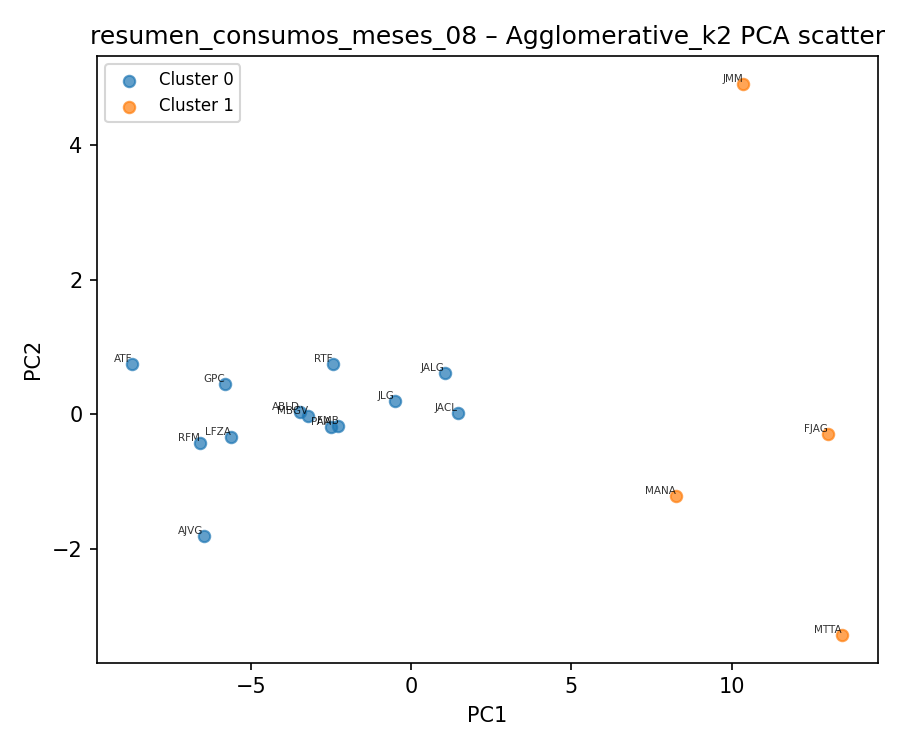 resumen_consumos_meses_08 – Agglomerative_k2 PCA scatter
Cluster 0
Cluster 1
JMM
4
2
PC2
ATF
RTF
JALG
GPC
JLG
ABLD
JACL
MBGV
0
FJAG
LFZA
RFM
MANA
AJVG
−2
MTTA
−5
0
5
10
PC1